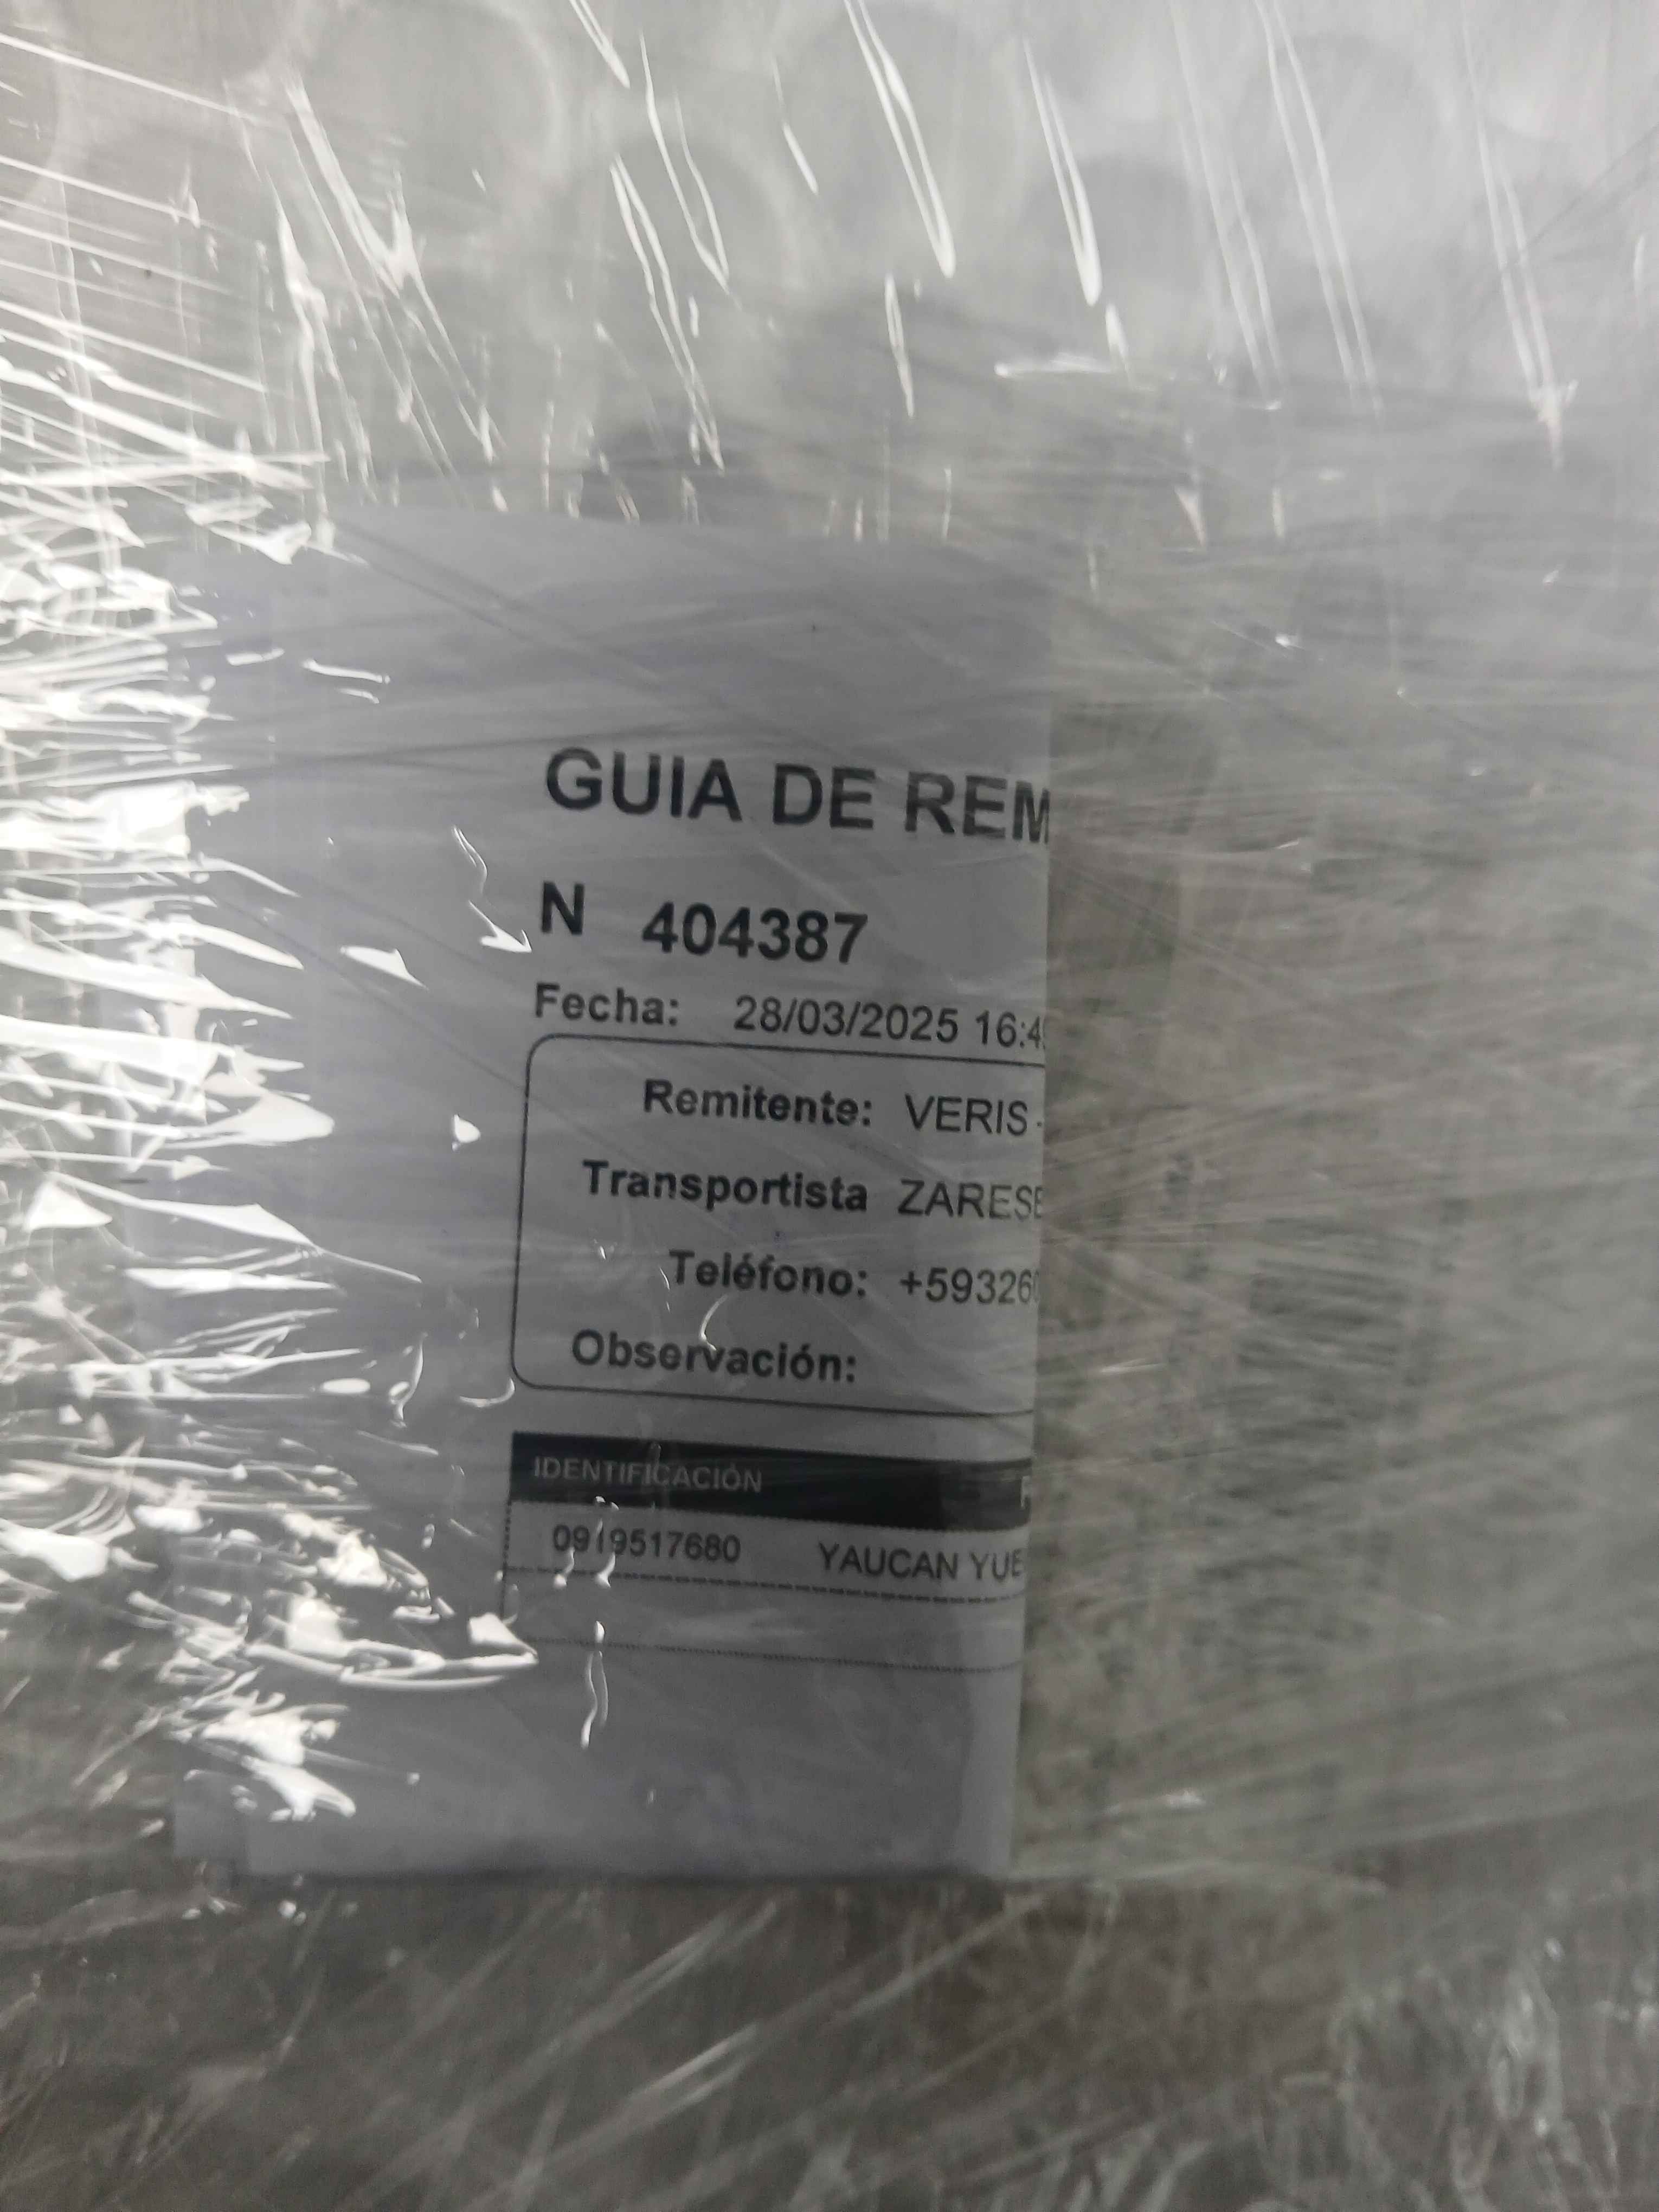 GUIA DE REM
N 404387
Fecha: 28/03/2025 16:4
Remitente: VERIS -
Transportista ZARESE
Teléfono: +593260
Observación:
IDENTIFICACIÓN
0919517680 YAUCAN YUE